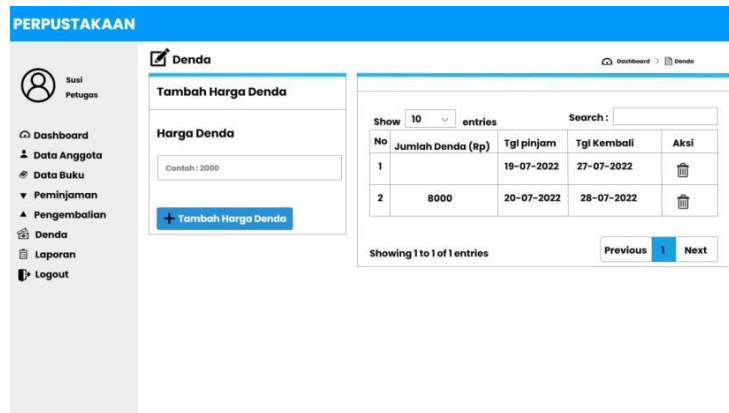 PERPUSTAKAAN
Susi
Petugas
Dashboard
Data Anggota
Data Buku
Peminjaman
Pengembalian
Denda
Laporan
Logout
Denda
Dashboard > Denda
Tambah Harga Denda
Harga Denda
Contoh : 2000
+ Tambah Harga Denda
Show 10 entries Search :
No Jumlah Denda (Rp) Tgl pinjam Tgl Kembali Aksi
1 19-07-2022 27-07-2022
2 8000 20-07-2022 28-07-2022
Showing 1 to 1 of 1 entries
Previous 1 Next